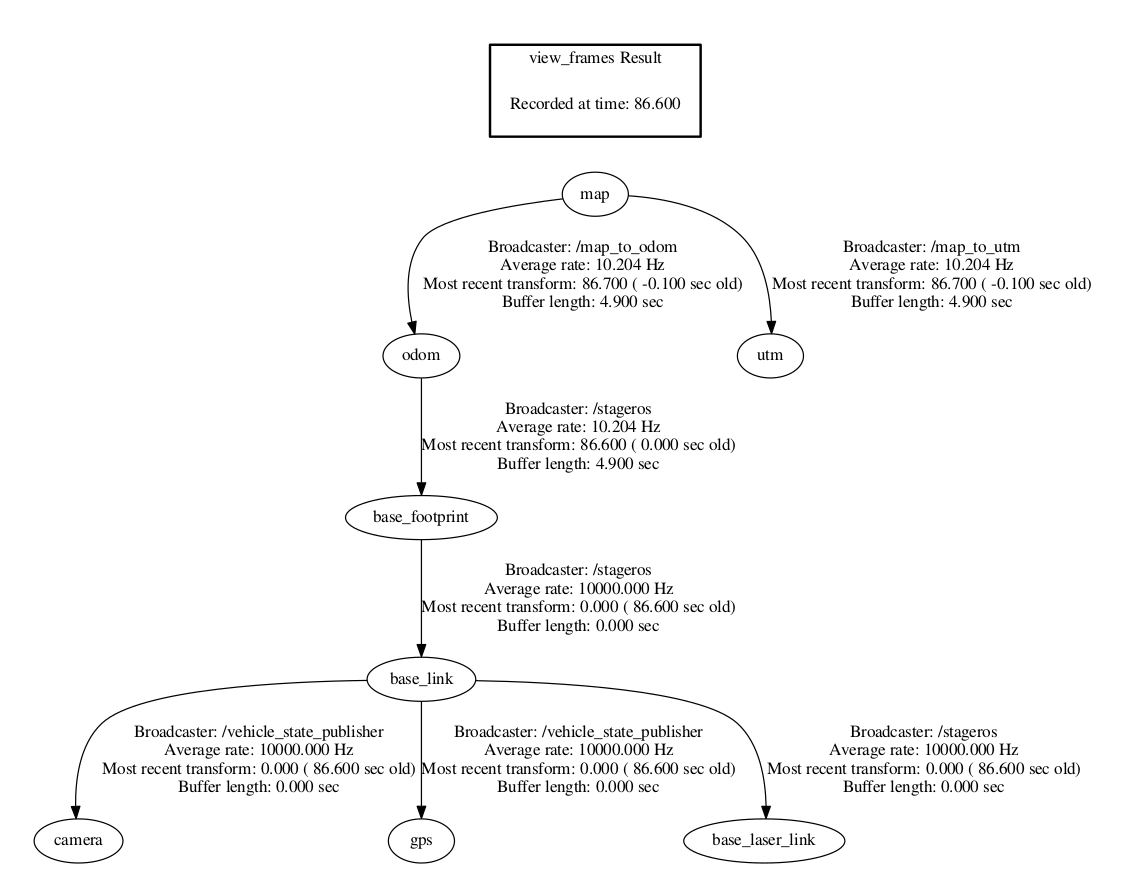 view_frames Result
Recorded at time: 86.600
map
Broadcaster: /map_to_odom
Average rate: 10.204 Hz
Most recent transform: 86.700 ( -0.100 sec old)
Buffer length: 4.900 sec
Broadcaster: /map_to_utm
Average rate: 10.204 Hz
Most recent transform: 86.700 ( -0.100 sec old)
Buffer length: 4.900 sec
odom
utm
Broadcaster: /stageros
Average rate: 10.204 Hz
Most recent transform: 86.600 ( 0.000 sec old)
Buffer length: 4.900 sec
base_footprint
Broadcaster: /stageros
Average rate: 10000.000 Hz
Most recent transform: 0.000 ( 86.600 sec old)
Buffer length: 0.000 sec
base_link
Broadcaster: /vehicle_state_publisher
Average rate: 10000.000 Hz
Most recent transform: 0.000 ( 86.600 sec old)
Buffer length: 0.000 sec
Broadcaster: /vehicle_state_publisher
Average rate: 10000.000 Hz
Most recent transform: 0.000 ( 86.600 sec old)
Buffer length: 0.000 sec
Broadcaster: /stageros
Average rate: 10000.000 Hz
Most recent transform: 0.000 ( 86.600 sec old)
Buffer length: 0.000 sec
camera
gps
base_laser_link